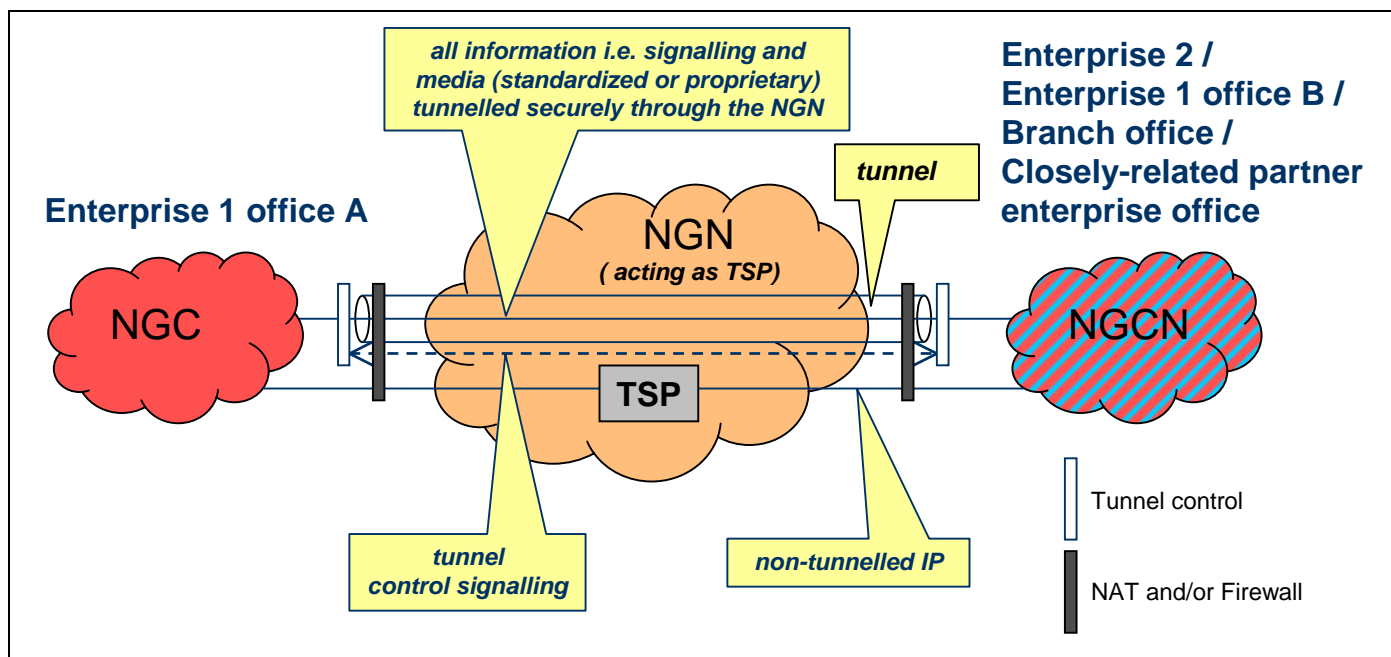 all information i.e. signalling and
media (standardized or proprietary)
tunnelled securely through the NGN
Enterprise 2 /
Enterprise 1 office B /
Branch office /
Closely-related partner
enterprise office
tunnel
Enterprise 1 office A
NGN
( acting as TSP)
NGC
NGCN
TSP
tunnel
control signalling
non-tunnelled IP
Tunnel control
NAT and/or Firewall